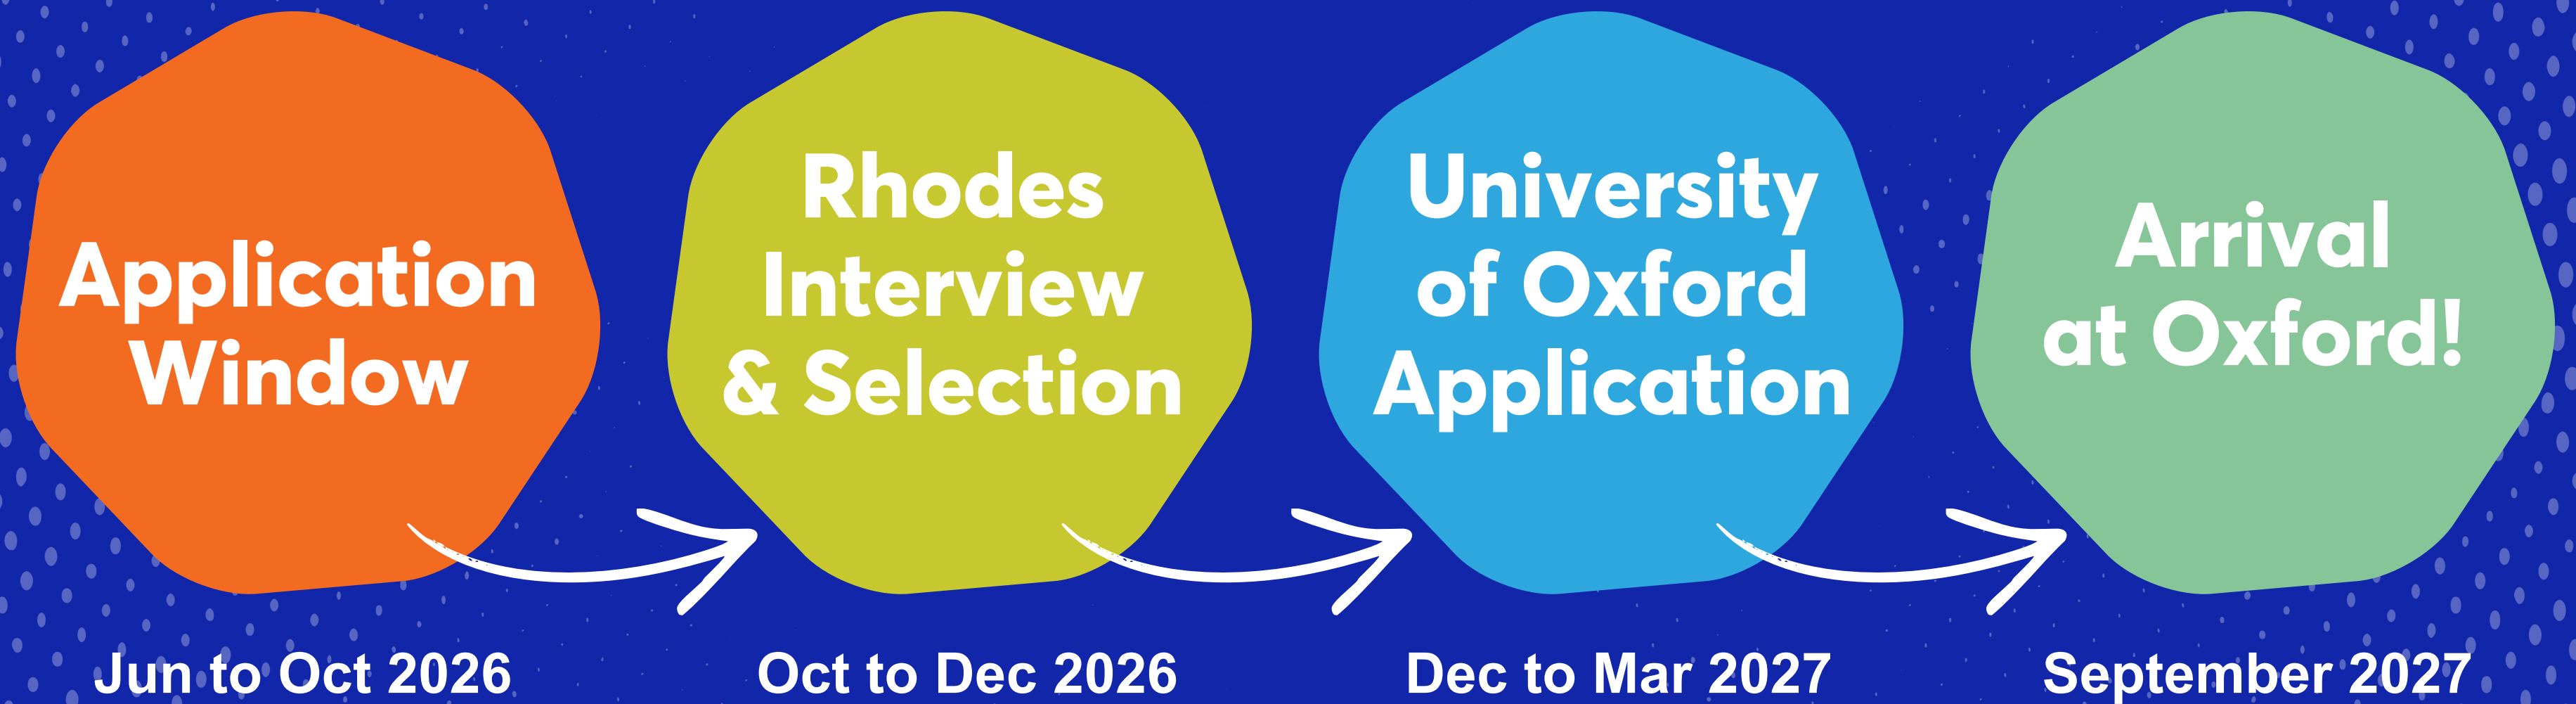 Application
Window
Rhodes
Interview
& Selection
University
of Oxford
Application
Arrival
at Oxford!
Jun to Oct 2026
Oct to Dec 2026
Dec to Mar 2027
September 2027